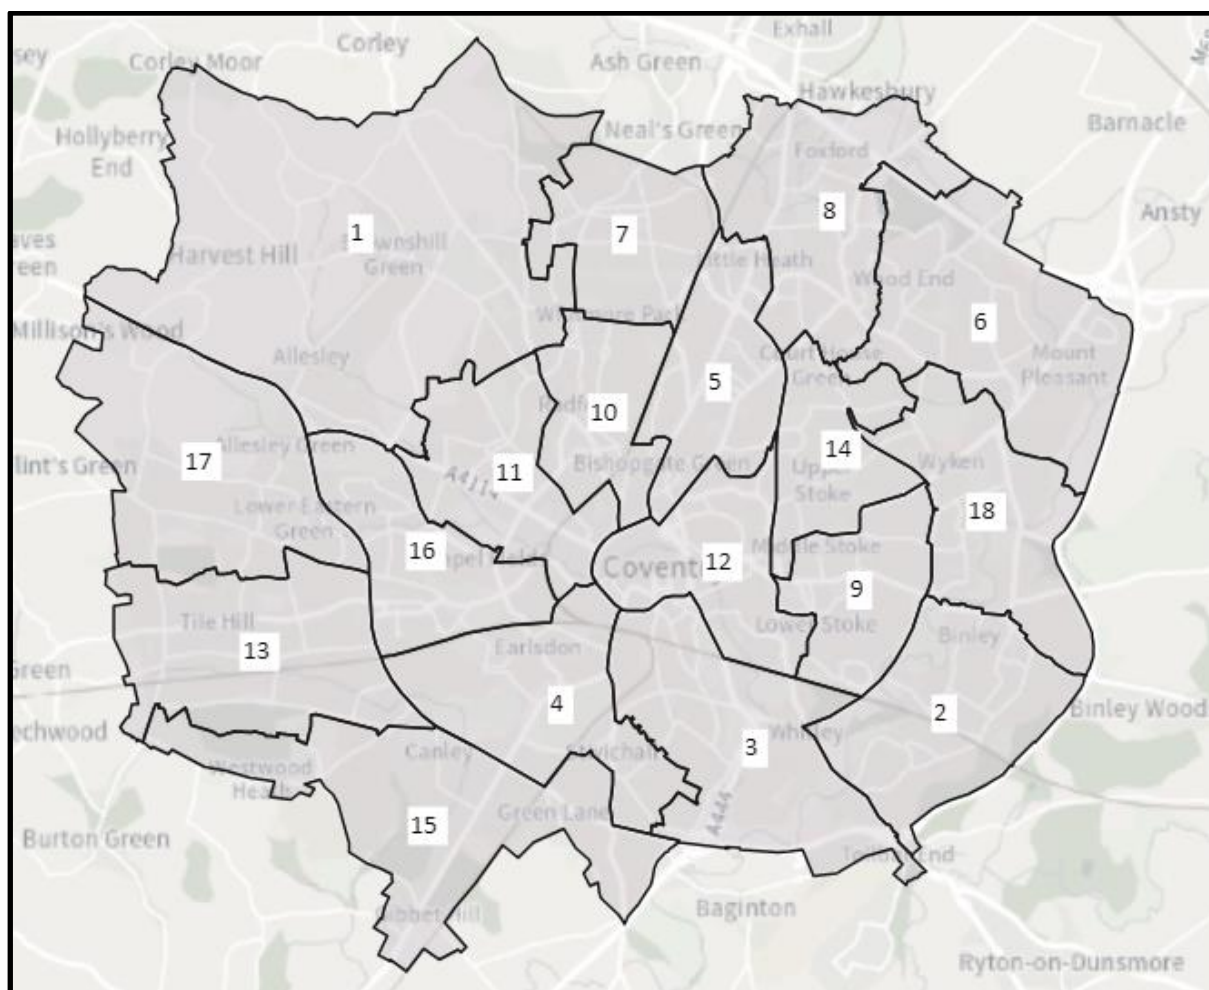 Exhall
Corley
Ash Green
Corley Moor
Hawkesbury
Neal's Green
Barnacle
Hollyberry
End
Foxford
Ansty
8
1
7
Harvest Hill
Green
Little Heath
Wood End
6
Millison's Wood
Mount
Pleasant
Allesley
Court House
Green
5
10
Allesley Green
14
17
11
A4114
Bishopgate Green
Upper
Stoke
Wyken
Lower Eastern
Green
18
16
12
Middle Stoke
9
Tile Hill
13
Earlsdon
Lower Stoke
Binley
4
2
Binley Wood
3
Canley
Westwood
Heath
A444
15
Green Lane
Burton Green
Baginton
Gibbet Hill
Ryton-on-Dunsmore